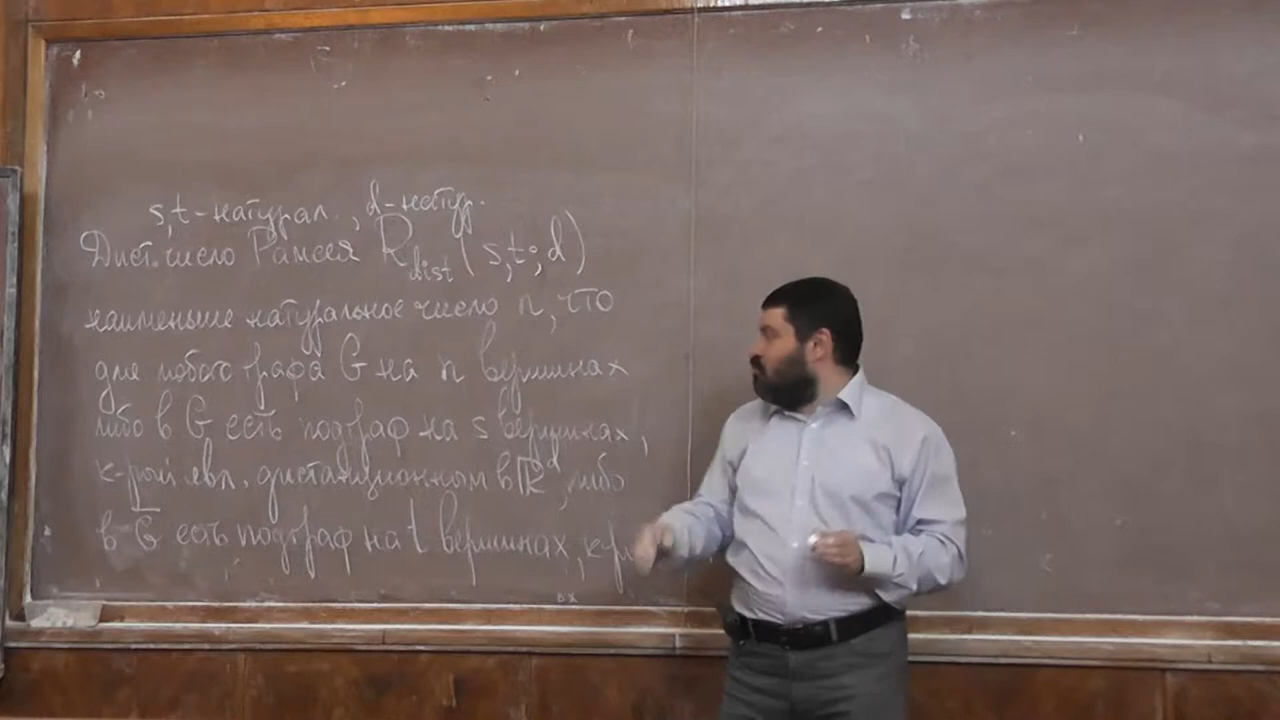 s,t - натурал., d - натур.
Дист. число Рамсея R_dist (s,t; d)
наименьшее натуральное число n, что
для любого графа G на n вершинах
либо в G есть подграф на s вершинах,
к-рый явл. дистанционным в ℝ^d, либо
в G̅ есть подграф на t вершинах, к-р